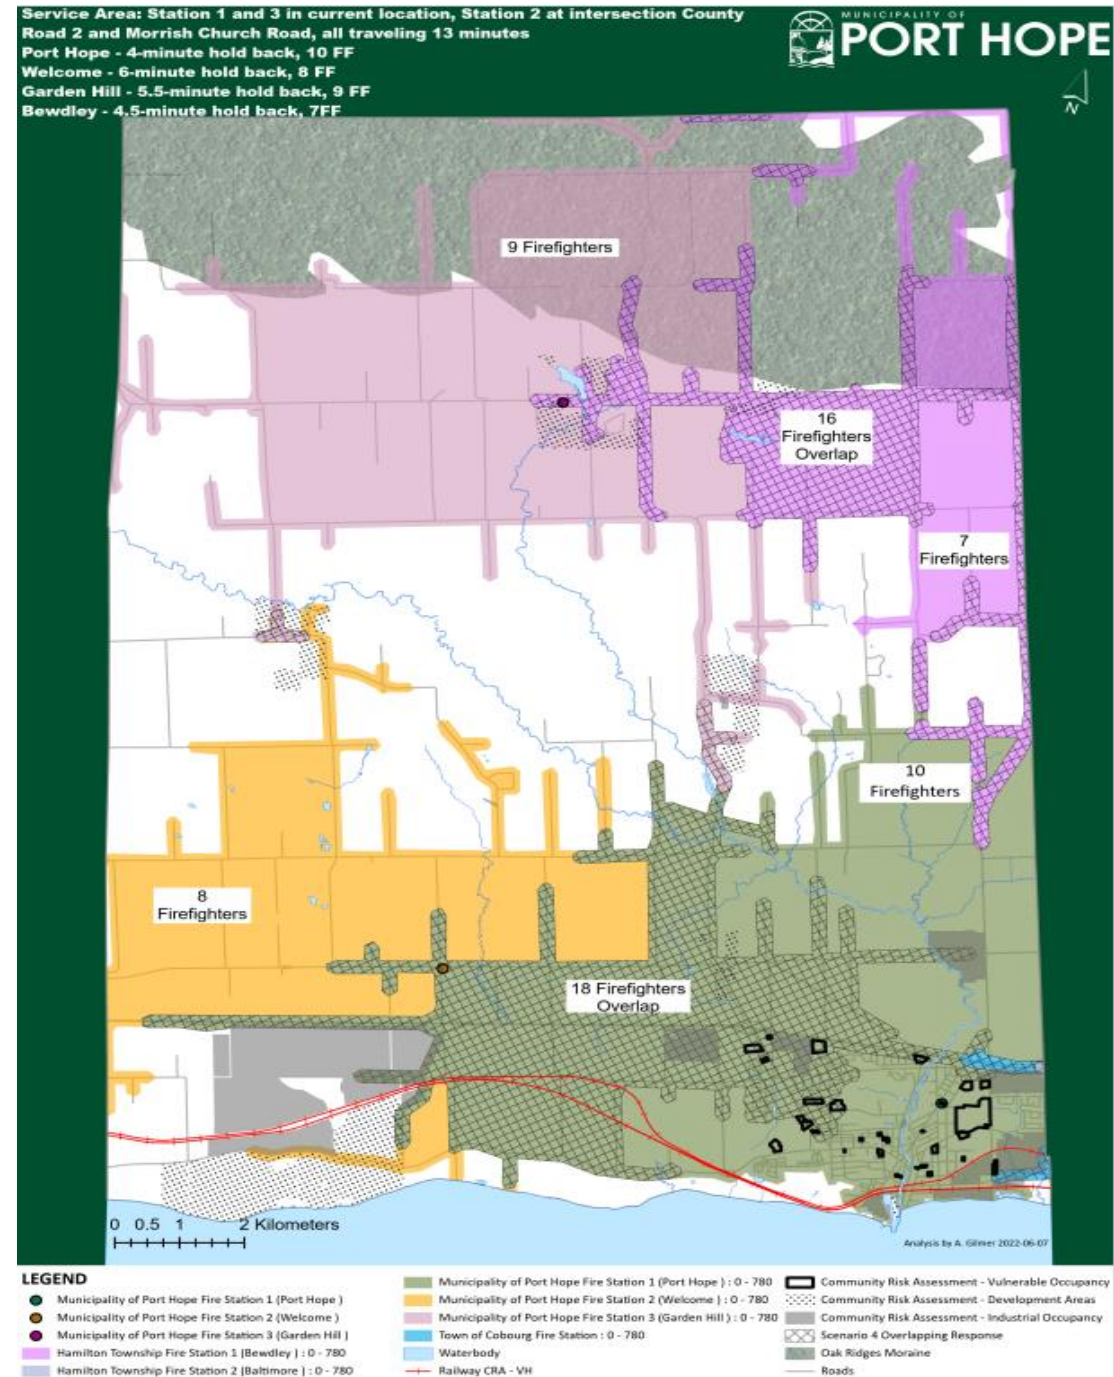 Service Area: Station 1 and 3 in current location, Station 2 at intersection County
Road 2 and Morrish Church Road, all traveling 13 minutes
Port Hope - 4-minute hold back, 10 FF
Welcome - 6-minute hold back, 8 FF
Garden Hill - 5.5-minute hold back, 9 FF
Bewdley - 4.5-minute hold back, 7FF
MUNICIPALITY OF
PORT HOPE
N
9 Firefighters
16
Firefighters
Overlap
7
Firefighters
10
Firefighters
8
Firefighters
18 Firefighters
Overlap
0 0.5 1 2 Kilometers
Analysis by A. Gilmer 2022-06-07
LEGEND
Municipality of Port Hope Fire Station 1 (Port Hope )
Municipality of Port Hope Fire Station 2 (Welcome )
Municipality of Port Hope Fire Station 3 (Garden Hill )
Hamilton Township Fire Station 1 (Bewdley ) : 0 - 780
Hamilton Township Fire Station 2 (Baltimore ) : 0 - 780
Municipality of Port Hope Fire Station 1 (Port Hope ) : 0 - 780
Municipality of Port Hope Fire Station 2 (Welcome ) : 0 - 780
Municipality of Port Hope Fire Station 3 (Garden Hill ) : 0 - 780
Town of Cobourg Fire Station : 0 - 780
Waterbody
Railway CRA - VH
Community Risk Assessment - Vulnerable Occupancy
Community Risk Assessment - Development Areas
Community Risk Assessment - Industrial Occupancy
Scenario 4 Overlapping Response
Oak Ridges Moraine
Roads